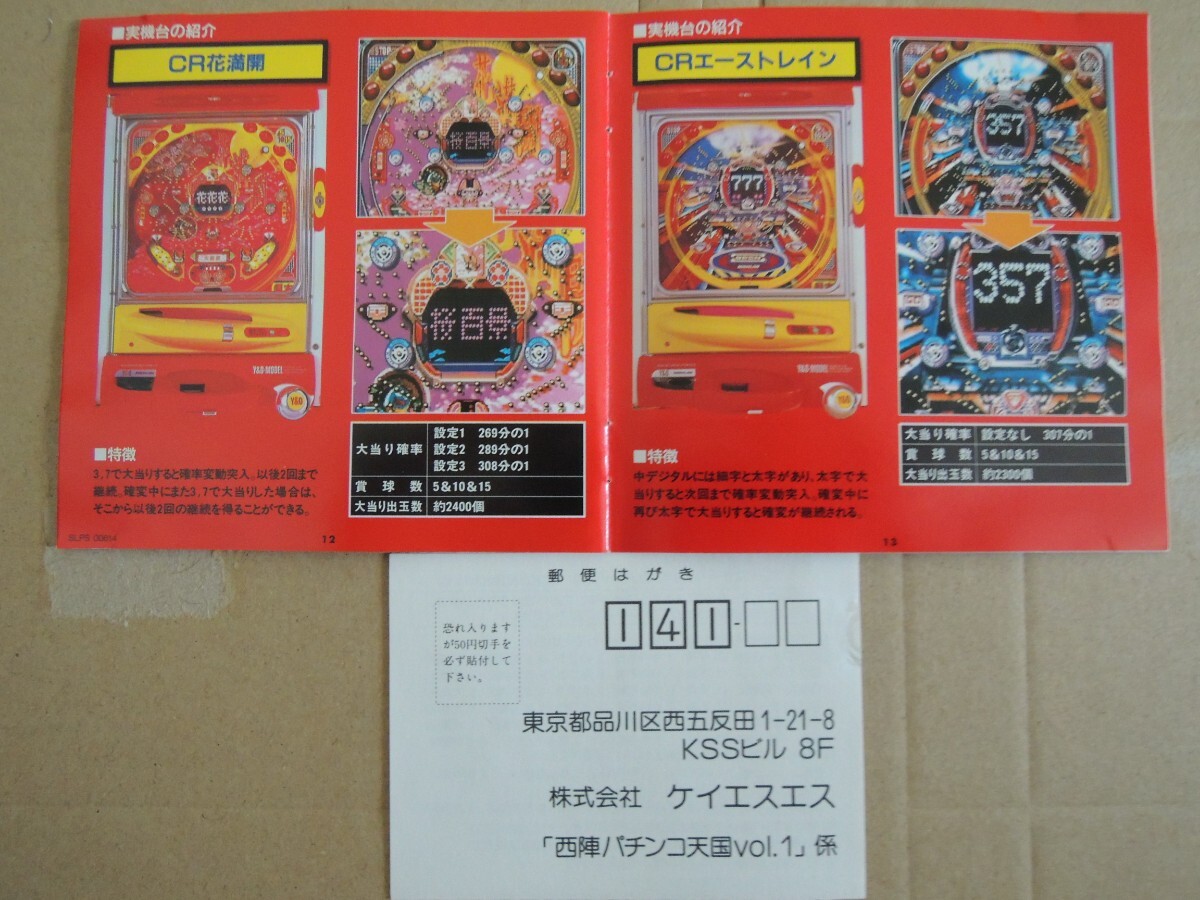 ■実機台の紹介
CR花満開
STOP
花花花
桜百景
桜百景
YAO-MODEL
Y&O
■特徴
3,7で大当りすると確率変動突入。以後2回まで
継続。確変中にまた3,7で大当りした場合は、
そこから以後2回の継続を得ることができる。
大当り確率
設定1 269分の1
設定2 289分の1
設定3 308分の1
賞球数 5&10&15
大当り出玉数 約2400個
12
■実機台の紹介
CRエーストレイン
STOP
777
357
357
YAO-MODEL
Y&O
■特徴
中デジタルには細字と太字があり、太字で大
当りすると次回まで確率変動突入。確変中に
再び太字で大当りすると確変が継続される。
大当り確率 設定なし 307分の1
賞球数 5&10&15
大当り出玉数 約2300個
13
郵便はがき
141-
恐れ入ります
が50円切手を
必ず貼付して
下さい。
東京都品川区西五反田1-21-8
KSSビル 8F
株式会社 ケイエスエス
「西陣パチンコ天国vol.1」係